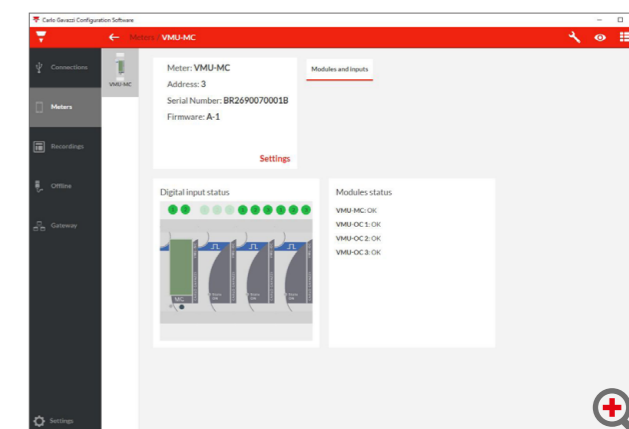 Carlo Gavazzi Configuration Software
Meters / VMU-MC
Connections
Meters
Recordings
Offline
Gateway
Settings
VMU-MC
Meter: VMU-MC
Address: 3
Serial Number: BR2690070001B
Firmware: A-1
Settings
Modules and Inputs
Digital input status
MC
Modules status
VMU-MC: OK
VMU-OC 1: OK
VMU-OC 2: OK
VMU-OC 3: OK